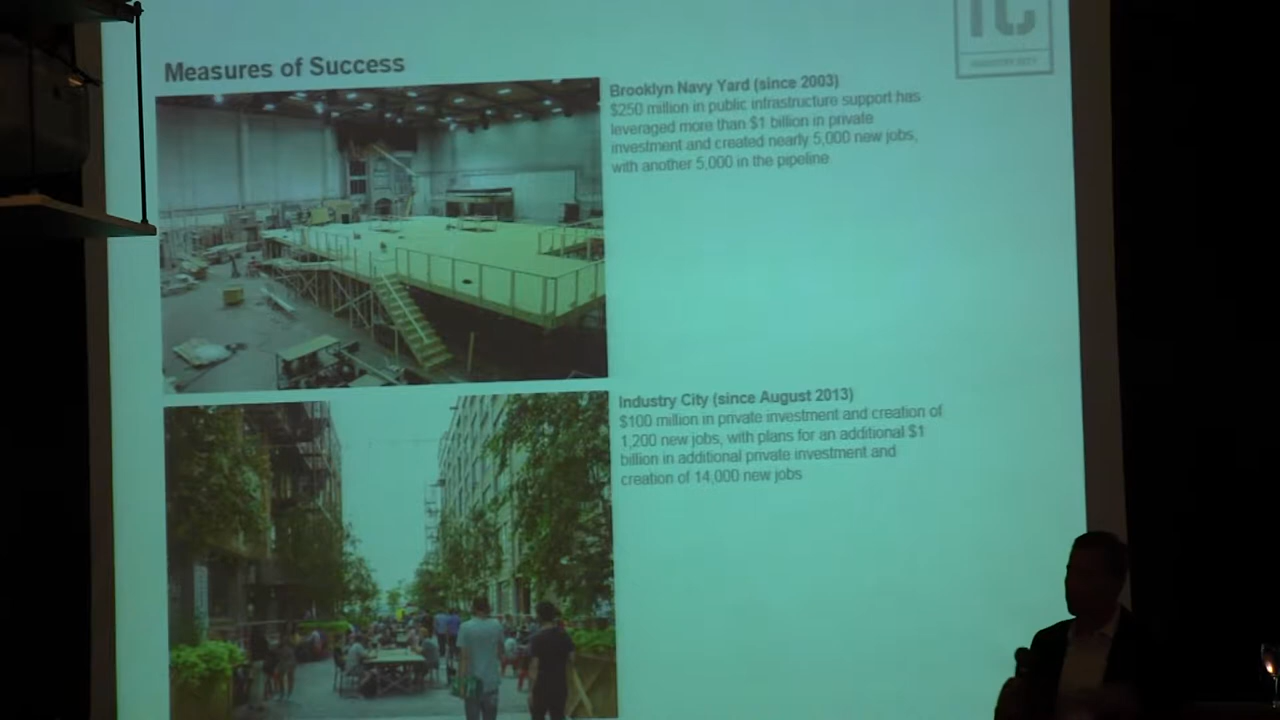 Measures of Success
Brooklyn Navy Yard (since 2003)
$250 million in public infrastructure support has
leveraged more than $1 billion in private
investment and created nearly 5,000 new jobs,
with another 5,000 in the pipeline
Industry City (since August 2013)
$100 million in private investment and creation of
1,200 new jobs, with plans for an additional $1
billion in additional private investment and
creation of 14,000 new jobs
IC
INDUSTRY CITY